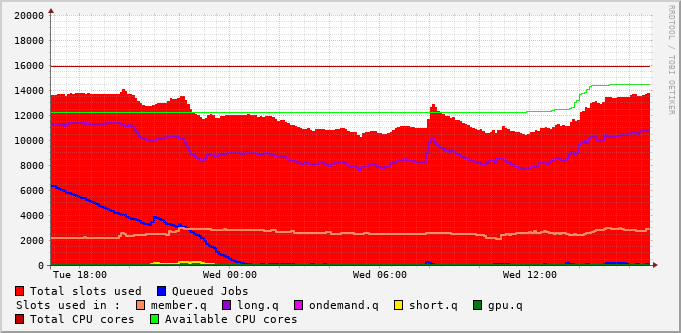 RRDTOOL / TOBI OETIKER
20000
18000
16000
14000
12000
10000
8000
6000
4000
2000
0
Tue 18:00 Wed 00:00 Wed 06:00 Wed 12:00
Total slots used Queued Jobs
Slots used in : member.q long.q ondemand.q short.q gpu.q
Total CPU cores Available CPU cores